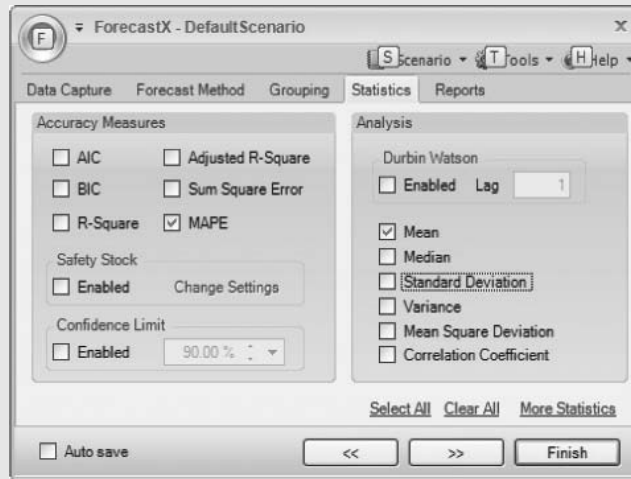 F
ForecastX - DefaultScenario
X
S Scenario T Tools H Help
Data Capture Forecast Method Grouping Statistics Reports
Accuracy Measures
AIC Adjusted R-Square
BIC Sum Square Error
R-Square MAPE
Safety Stock
Enabled Change Settings
Confidence Limit
Enabled 90.00 %
Analysis
Durbin Watson
Enabled Lag 1
Mean
Median
Standard Deviation
Variance
Mean Square Deviation
Correlation Coefficient
Select All Clear All More Statistics
Auto save << >> Finish